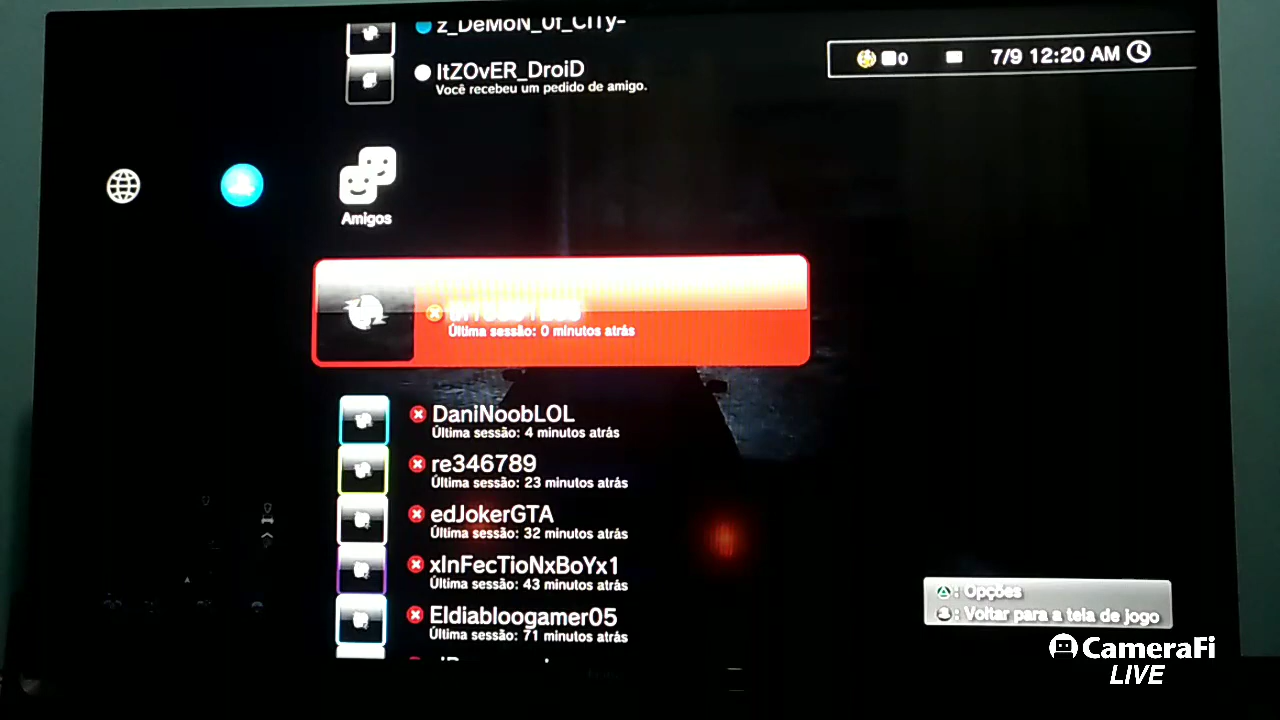 z_DeMoN_Of_CiTy-
ItZOvER_DroiD
Você recebeu um pedido de amigo.
0
7/9 12:20 AM
Amigos
Última sessão: 0 minutos atrás
DaniNoobLOL
Última sessão: 4 minutos atrás
re346789
Última sessão: 23 minutos atrás
edJokerGTA
Última sessão: 32 minutos atrás
xInFecTioNxBoYx1
Última sessão: 43 minutos atrás
Eldiabloogamer05
Última sessão: 71 minutos atrás
: Opções
: Voltar para a tela de jogo
CameraFi
LIVE